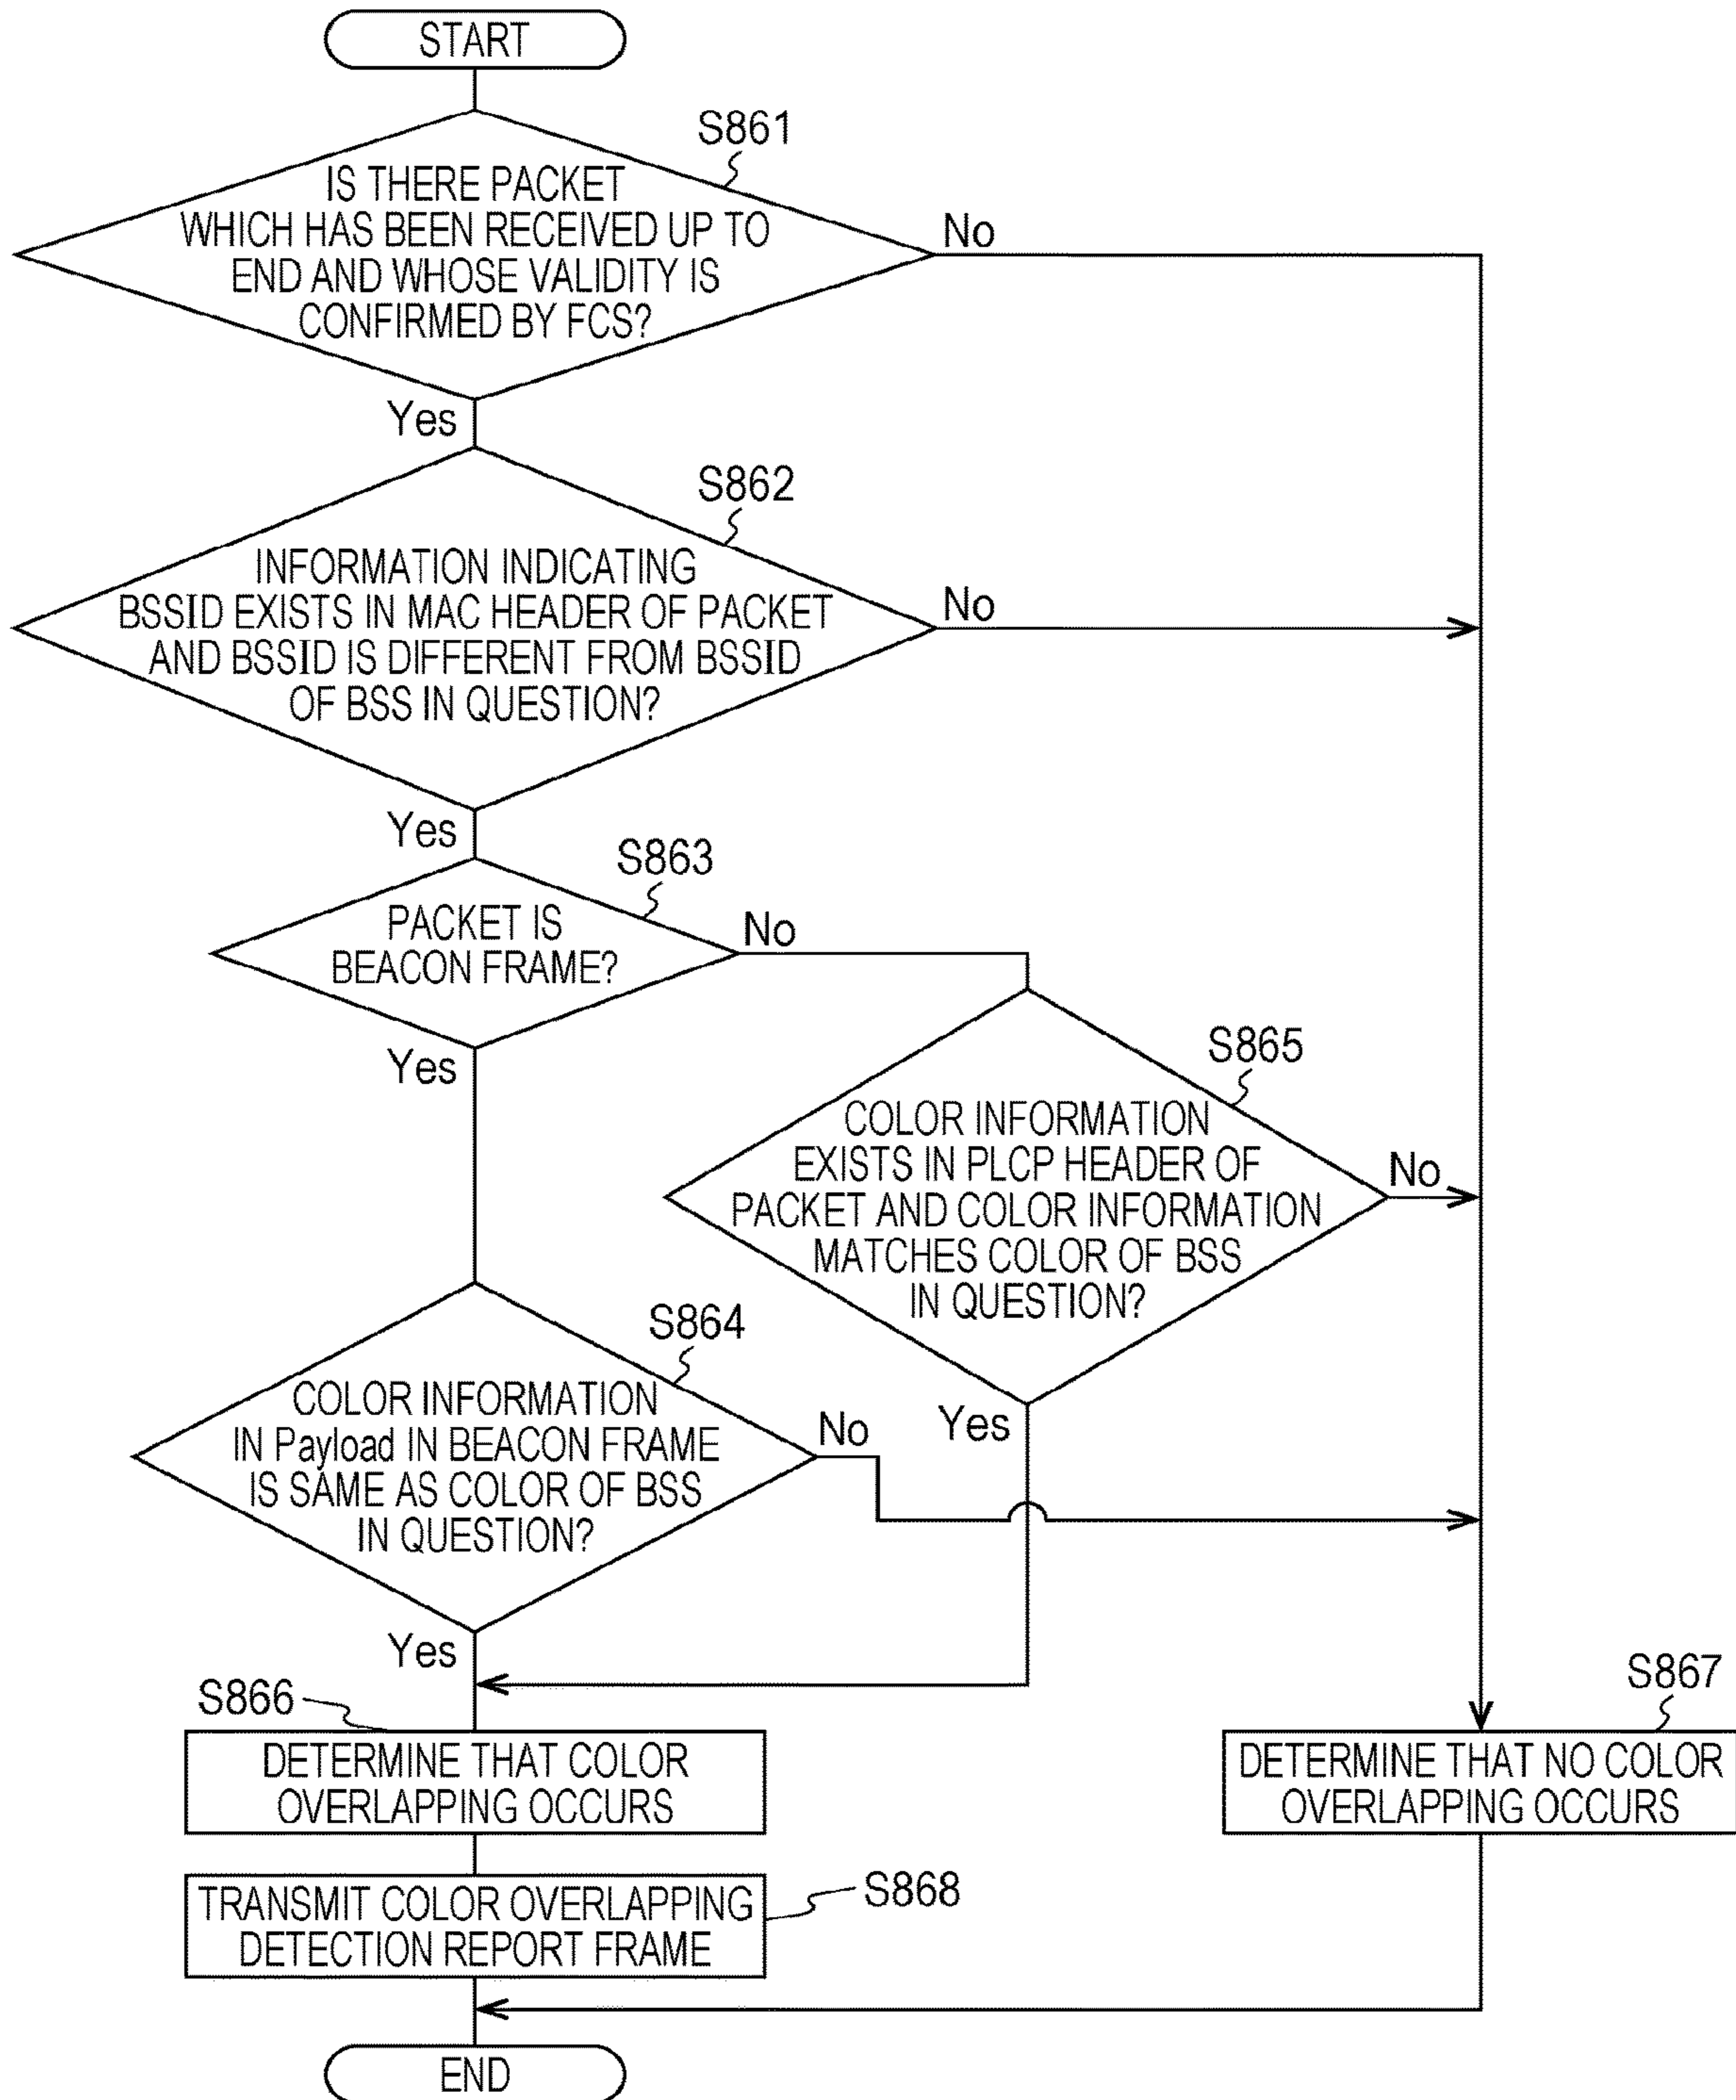 START
S861
IS THERE PACKET
WHICH HAS BEEN RECEIVED UP TO
END AND WHOSE VALIDITY IS
CONFIRMED BY FCS?
No
Yes
S862
INFORMATION INDICATING
BSSID EXISTS IN MAC HEADER OF PACKET
AND BSSID IS DIFFERENT FROM BSSID
OF BSS IN QUESTION?
No
Yes
S863
PACKET IS
BEACON FRAME?
No
Yes
S865
COLOR INFORMATION
EXISTS IN PLCP HEADER OF
PACKET AND COLOR INFORMATION
MATCHES COLOR OF BSS
IN QUESTION?
No
Yes
S864
COLOR INFORMATION
IN Payload IN BEACON FRAME
IS SAME AS COLOR OF BSS
IN QUESTION?
No
Yes
S866
DETERMINE THAT COLOR
OVERLAPPING OCCURS
S867
DETERMINE THAT NO COLOR
OVERLAPPING OCCURS
S868
TRANSMIT COLOR OVERLAPPING
DETECTION REPORT FRAME
END